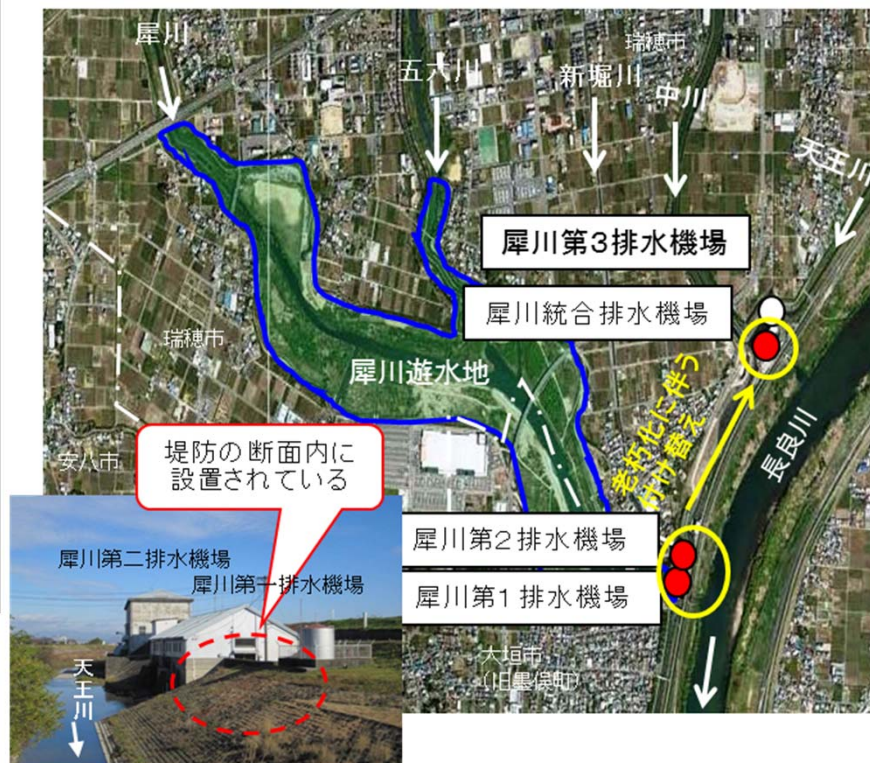 犀川
五六川
瑞穂市
新堀川
中川
天王川
犀川第3排水機場
犀川統合排水機場
瑞穂市
犀川遊水地
老朽化に伴う
付け替え
長良川
安八市
堤防の断面内に
設置されている
犀川第2排水機場
犀川第1排水機場
犀川第二排水機場
犀川第一排水機場
大垣市
(旧墨俣町)
天王川